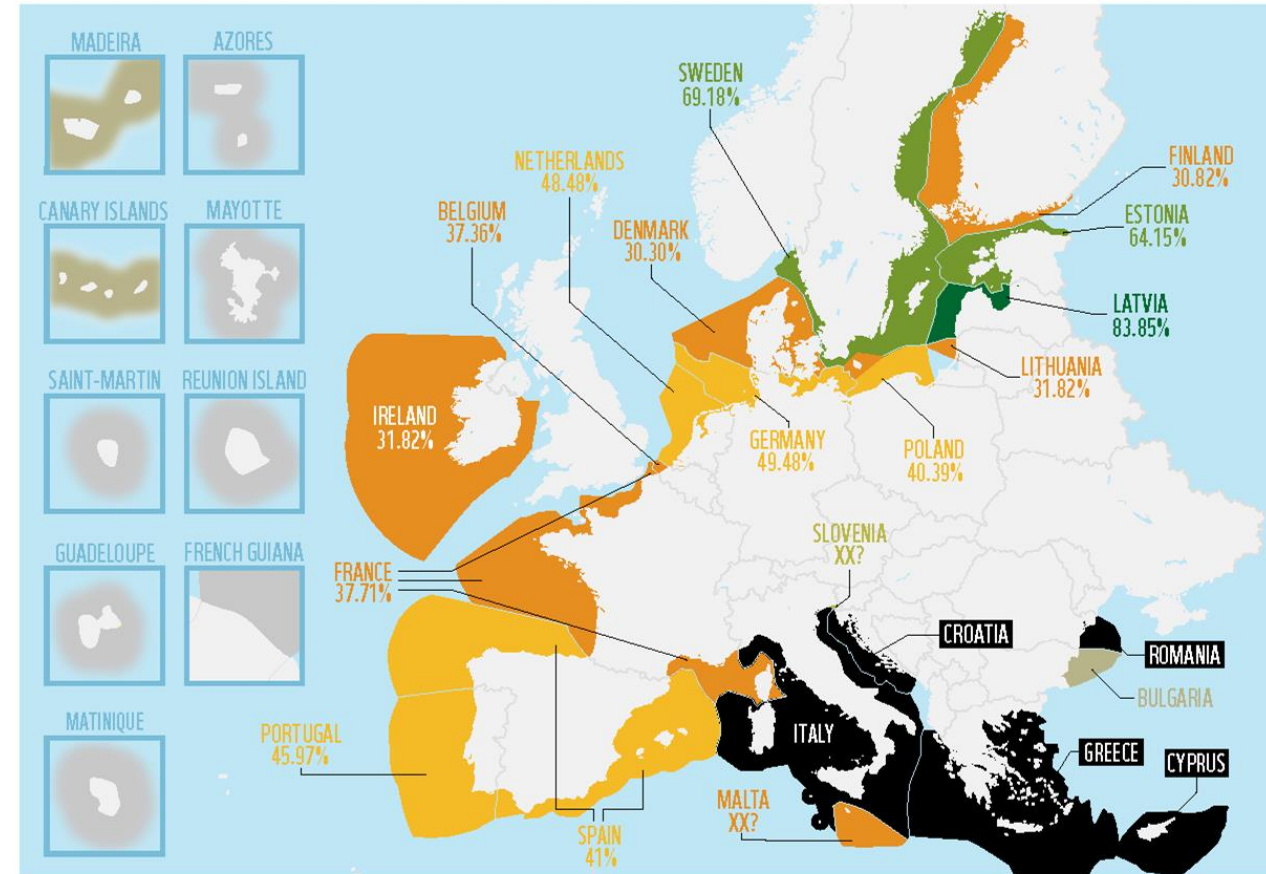 MADEIRA
AZORES
CANARY ISLANDS
MAYOTTE
SAINT-MARTIN
REUNION ISLAND
GUADELOUPE
FRENCH GUIANA
MATINIQUE
SWEDEN
69.18%
NETHERLANDS
48.48%
BELGIUM
37.36%
DENMARK
30.30%
FINLAND
30.82%
ESTONIA
64.15%
LATVIA
83.85%
LITHUANIA
31.82%
IRELAND
31.82%
GERMANY
49.48%
POLAND
40.39%
SLOVENIA
XX?
FRANCE
37.71%
CROATIA
ROMANIA
BULGARIA
PORTUGAL
45.97%
ITALY
GREECE
CYPRUS
MALTA
XX?
SPAIN
41%